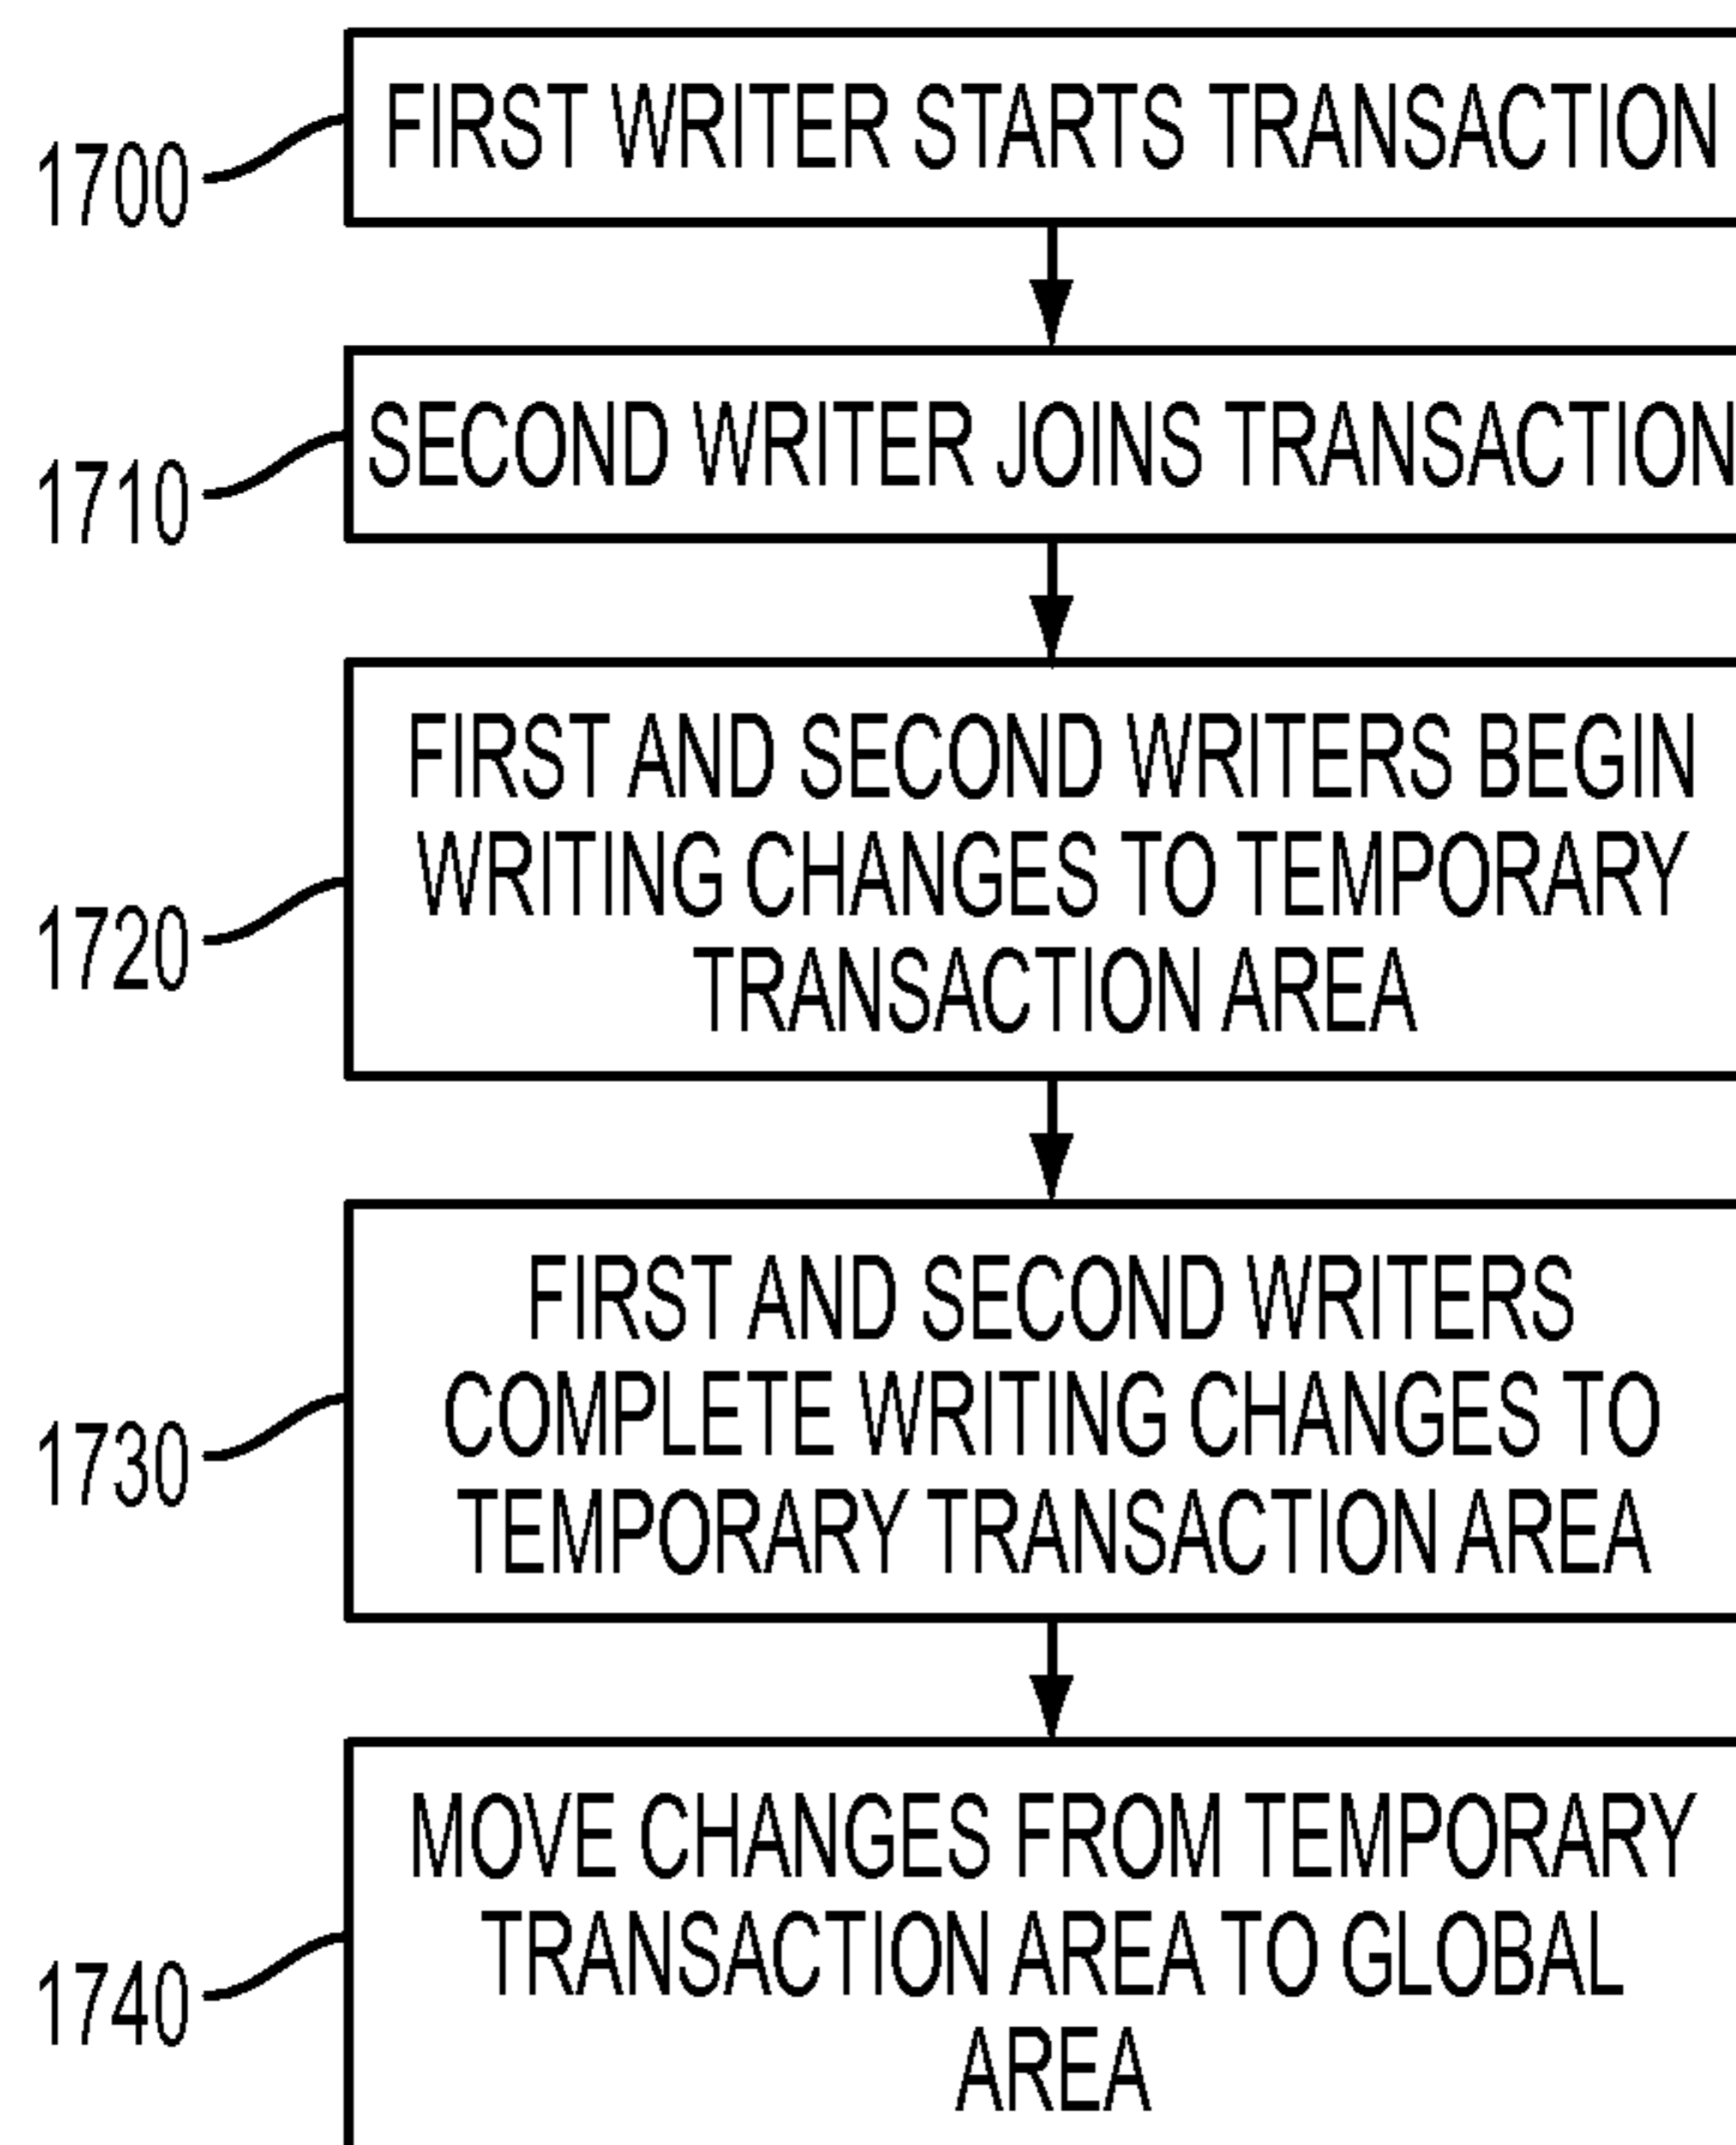 FIRST WRITER STARTS TRANSACTION
1700
SECOND WRITER JOINS TRANSACTION
1710
FIRST AND SECOND WRITERS BEGIN
WRITING CHANGES TO TEMPORARY
TRANSACTION AREA
1720
FIRST AND SECOND WRITERS
COMPLETE WRITING CHANGES TO
TEMPORARY TRANSACTION AREA
1730
MOVE CHANGES FROM TEMPORARY
TRANSACTION AREA TO GLOBAL
AREA
1740